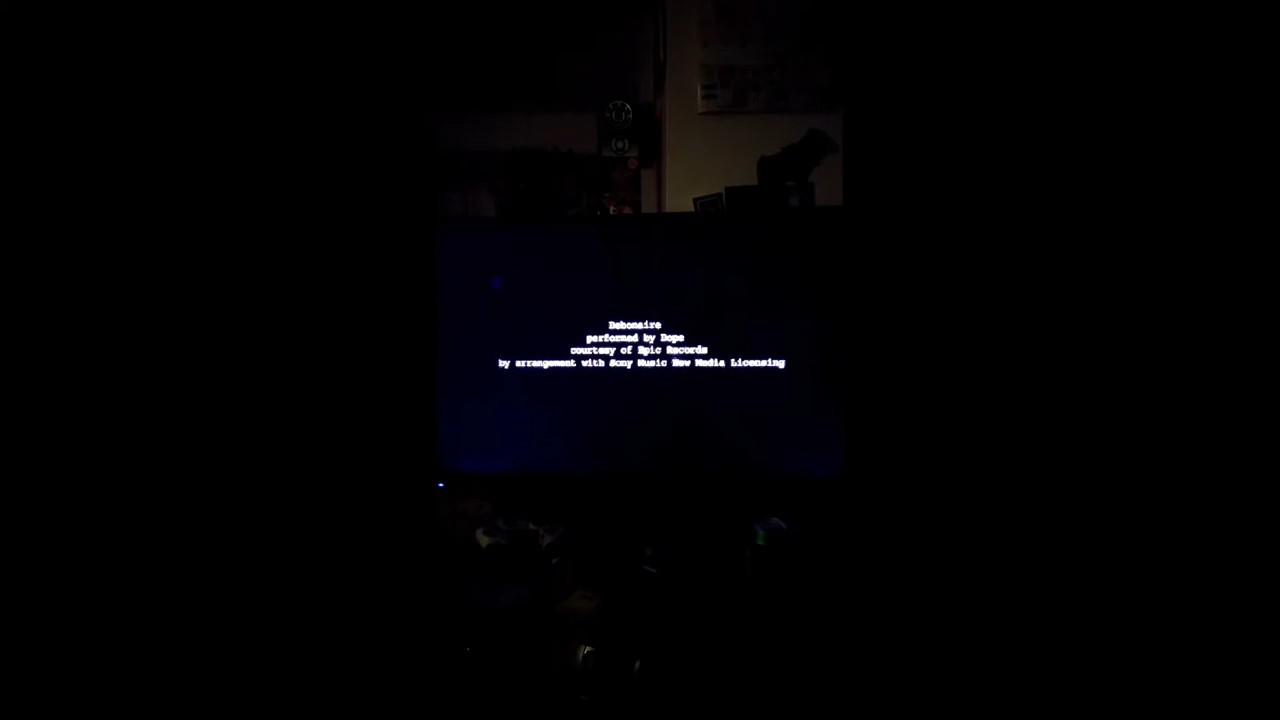 Debonaire
performed by Dope
courtesy of Epic Records
by arrangement with Sony Music New Media Licensing